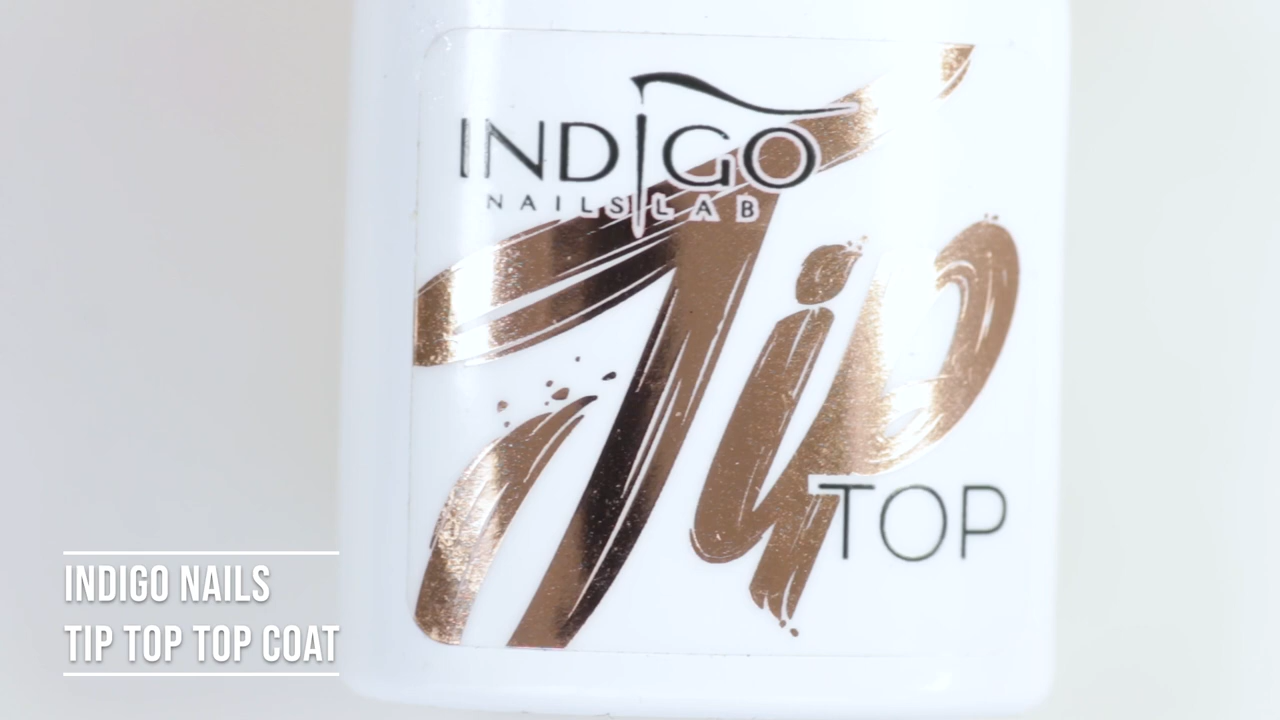 INDIGO
NAILS LAB
Tip
TOP
INDIGO NAILS
TIP TOP TOP COAT